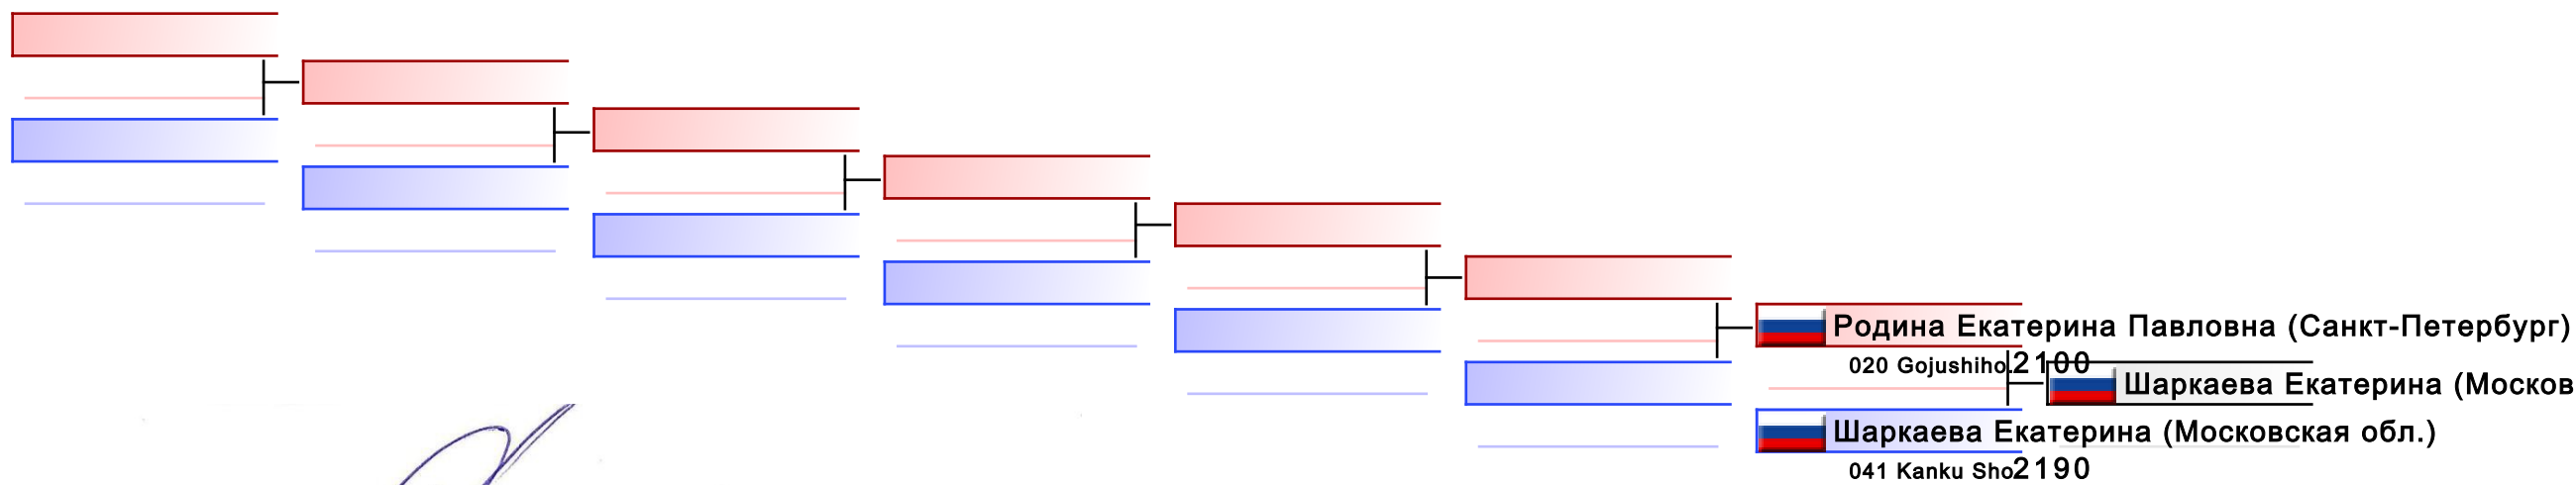 Родина Екатерина Павловна (Санкт-Петербург)
020 Gojushiho 2100
Шаркаева Екатерина (Москов
Шаркаева Екатерина (Московская обл.)
041 Kanku Sho 2190